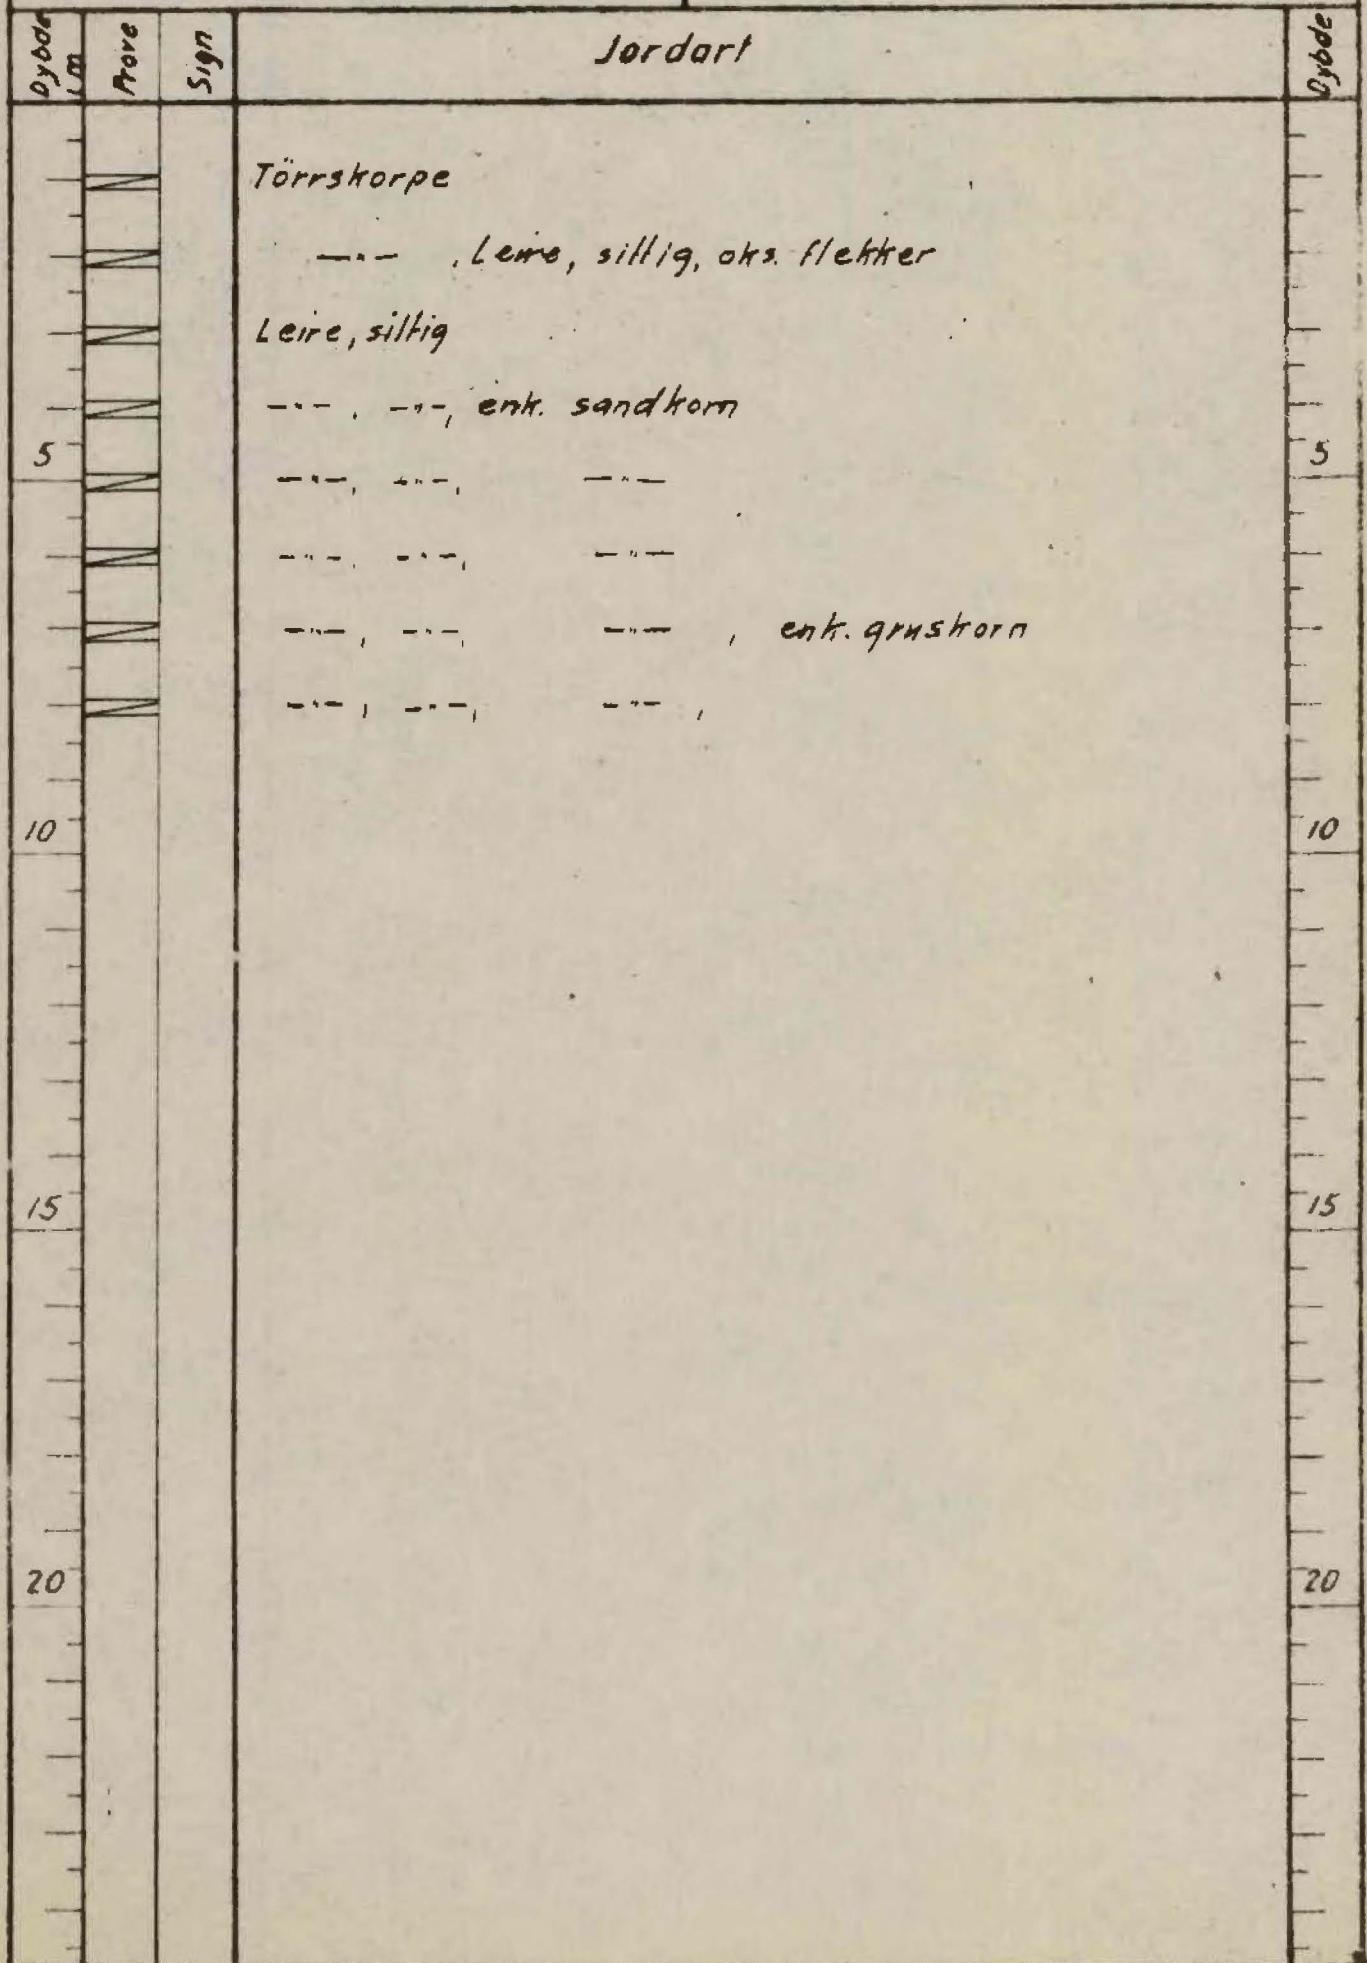 Dybde i m Prøve Sign Jordart Dybde
Törrskorpe
—"— , Leire, siltig, oks. flekker
Leire, siltig
—"— , —"—, enk. sandkorn
5 5
—"—, —"—, —"—
—"—, —"—, —"—
—"—, —"—, —"— , enk. gruskorn
—"—, —"—, —"— ,
10 10
15 15
20 20